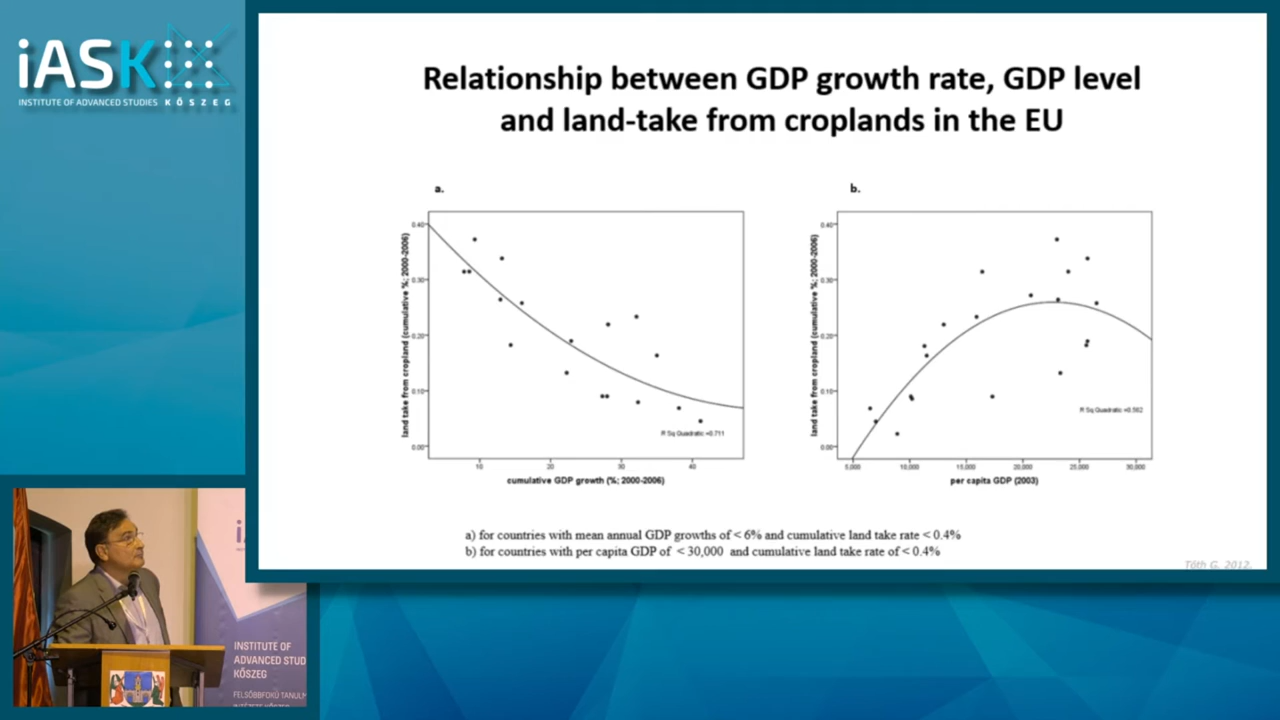 iASK
INSTITUTE OF ADVANCED STUDIES KŐSZEG
Relationship between GDP growth rate, GDP level
and land-take from croplands in the EU
a.
b.
land take from cropland (cumulative %; 2000-2006)
0.40
0.30
0.20
0.10
0.00
10
20
30
40
cumulative GDP growth (%; 2000-2006)
R Sq Quadratic =0.711
land take from cropland (cumulative %; 2000-2006)
0.40
0.30
0.20
0.10
0.00
5,000
10,000
15,000
20,000
25,000
30,000
per capita GDP (2003)
R Sq Quadratic =0.582
a) for countries with mean annual GDP growths of < 6% and cumulative land take rate < 0.4%
b) for countries with per capita GDP of < 30,000 and cumulative land take rate of < 0.4%
Tóth G. 2012.
INSTITUTE OF
ADVANCED STUD
KŐSZEG
FELSŐBBFOKÚ TANULM